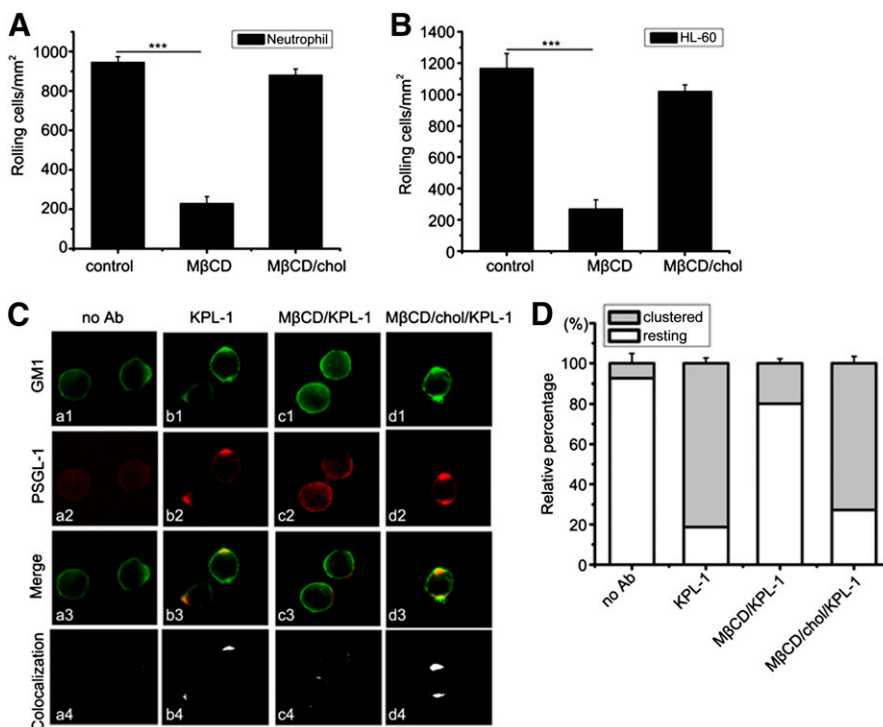 A
Neutrophil
***
Rolling cells/mm²
1000
800
600
400
200
0
control MβCD MβCD/chol
B
HL-60
***
Rolling cells/mm²
1400
1200
1000
800
600
400
200
0
control MβCD MβCD/chol
C
no Ab KPL-1 MβCD/KPL-1 MβCD/chol/KPL-1
GM1
a1 b1 c1 d1
PSGL-1
a2 b2 c2 d2
Merge
a3 b3 c3 d3
Colocalization
a4 b4 c4 d4
D
(%)
clustered
resting
Relative percentage
100
80
60
40
20
0
no Ab
KPL-1
MβCD/KPL-1
MβCD/chol/KPL-1